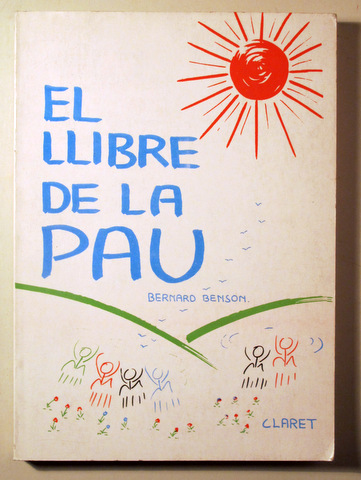 EL
LLIBRE
DE LA
PAU
BERNARD BENSON.
CLARET